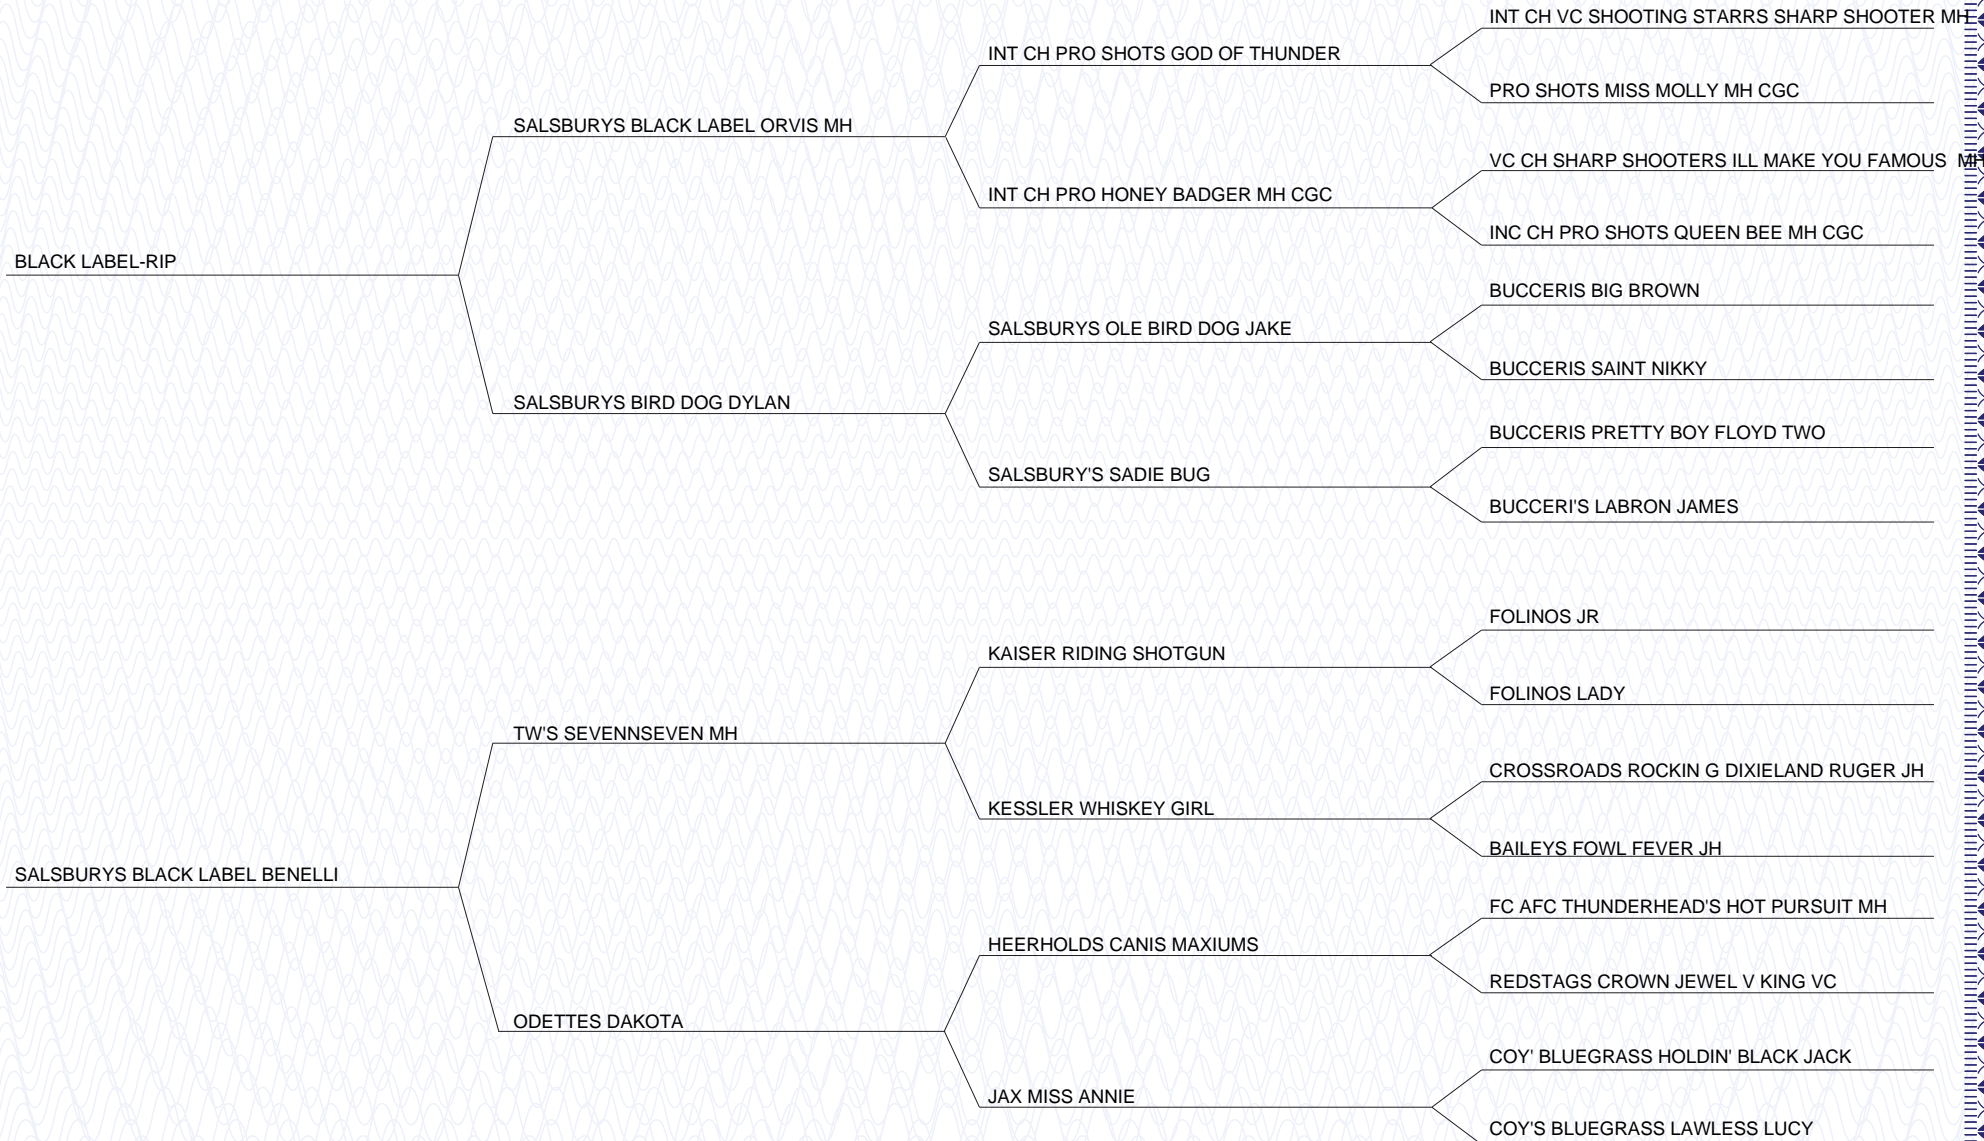 INT CH VC SHOOTING STARRS SHARP SHOOTER MH
INT CH PRO SHOTS GOD OF THUNDER
PRO SHOTS MISS MOLLY MH CGC
SALSBURYS BLACK LABEL ORVIS MH
VC CH SHARP SHOOTERS ILL MAKE YOU FAMOUS MH
INT CH PRO HONEY BADGER MH CGC
INC CH PRO SHOTS QUEEN BEE MH CGC
BLACK LABEL-RIP
BUCCERIS BIG BROWN
SALSBURYS OLE BIRD DOG JAKE
BUCCERIS SAINT NIKKY
SALSBURYS BIRD DOG DYLAN
BUCCERIS PRETTY BOY FLOYD TWO
SALSBURY'S SADIE BUG
BUCCERI'S LABRON JAMES
FOLINOS JR
KAISER RIDING SHOTGUN
FOLINOS LADY
TW'S SEVENNSEVEN MH
CROSSROADS ROCKIN G DIXIELAND RUGER JH
KESSLER WHISKEY GIRL
BAILEYS FOWL FEVER JH
SALSBURYS BLACK LABEL BENELLI
FC AFC THUNDERHEAD'S HOT PURSUIT MH
HEERHOLDS CANIS MAXIUMS
REDSTAGS CROWN JEWEL V KING VC
ODETTES DAKOTA
COY' BLUEGRASS HOLDIN' BLACK JACK
JAX MISS ANNIE
COY'S BLUEGRASS LAWLESS LUCY